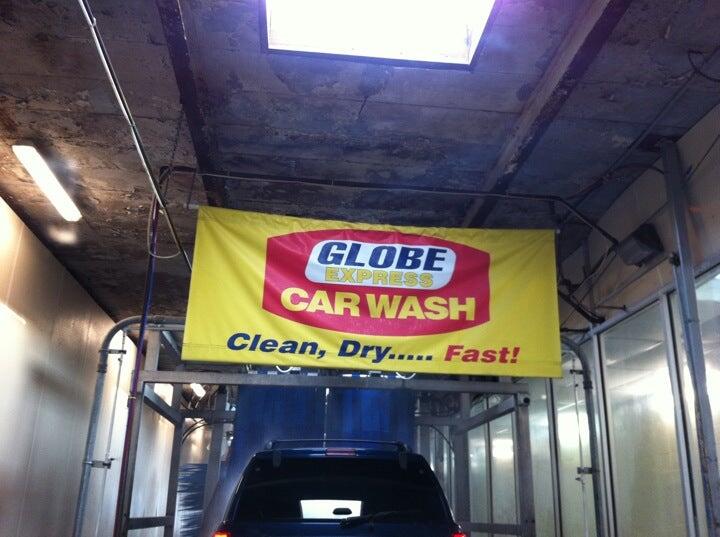 GLOBE
EXPRESS
CAR WASH
Clean, Dry..... Fast!